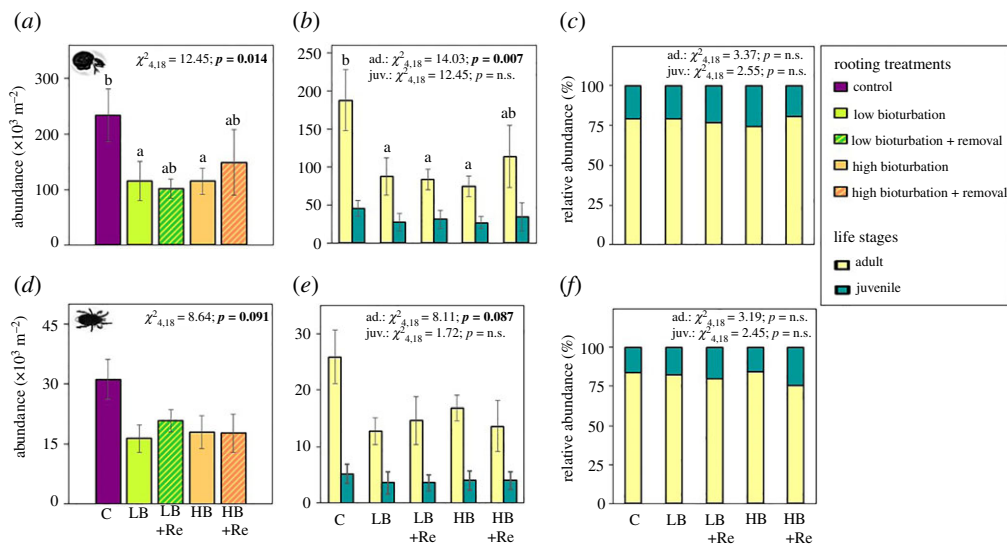 (a)
(b)
(c)
χ²4,18 = 12.45; p = 0.014
ad.: χ²4,18 = 14.03; p = 0.007
juv.: χ²4,18 = 12.45; p = n.s.
ad.: χ²4,18 = 3.37; p = n.s.
juv.: χ²4,18 = 2.55; p = n.s.
abundance (×10³ m⁻²)
300
200
100
0
b
a
ab
a
ab
250
200
150
100
50
0
b
a
a
a
ab
relative abundance (%)
100
75
50
25
0
rooting treatments
control
low bioturbation
low bioturbation + removal
high bioturbation
high bioturbation + removal
life stages
adult
juvenile
(d)
(e)
(f)
χ²4,18 = 8.64; p = 0.091
ad.: χ²4,18 = 8.11; p = 0.087
juv.: χ²4,18 = 1.72; p = n.s.
ad.: χ²4,18 = 3.19; p = n.s.
juv.: χ²4,18 = 2.45; p = n.s.
abundance (×10³ m⁻²)
45
30
15
0
C LB LB HB HB
+Re +Re
30
20
10
0
C LB LB HB HB
+Re +Re
relative abundance (%)
100
75
50
25
0
C LB LB HB HB
+Re +Re